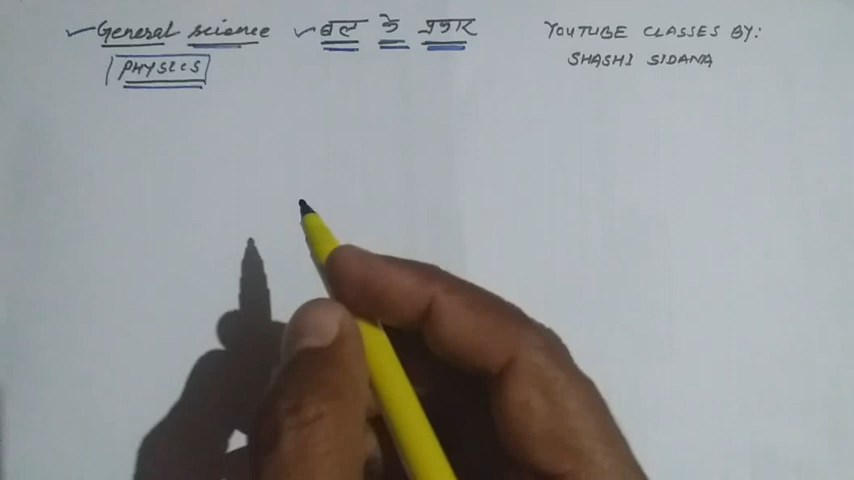 General science
PHYSICS
बल के प्रकार
YOUTUBE CLASSES BY:
SHASHI SIDANA